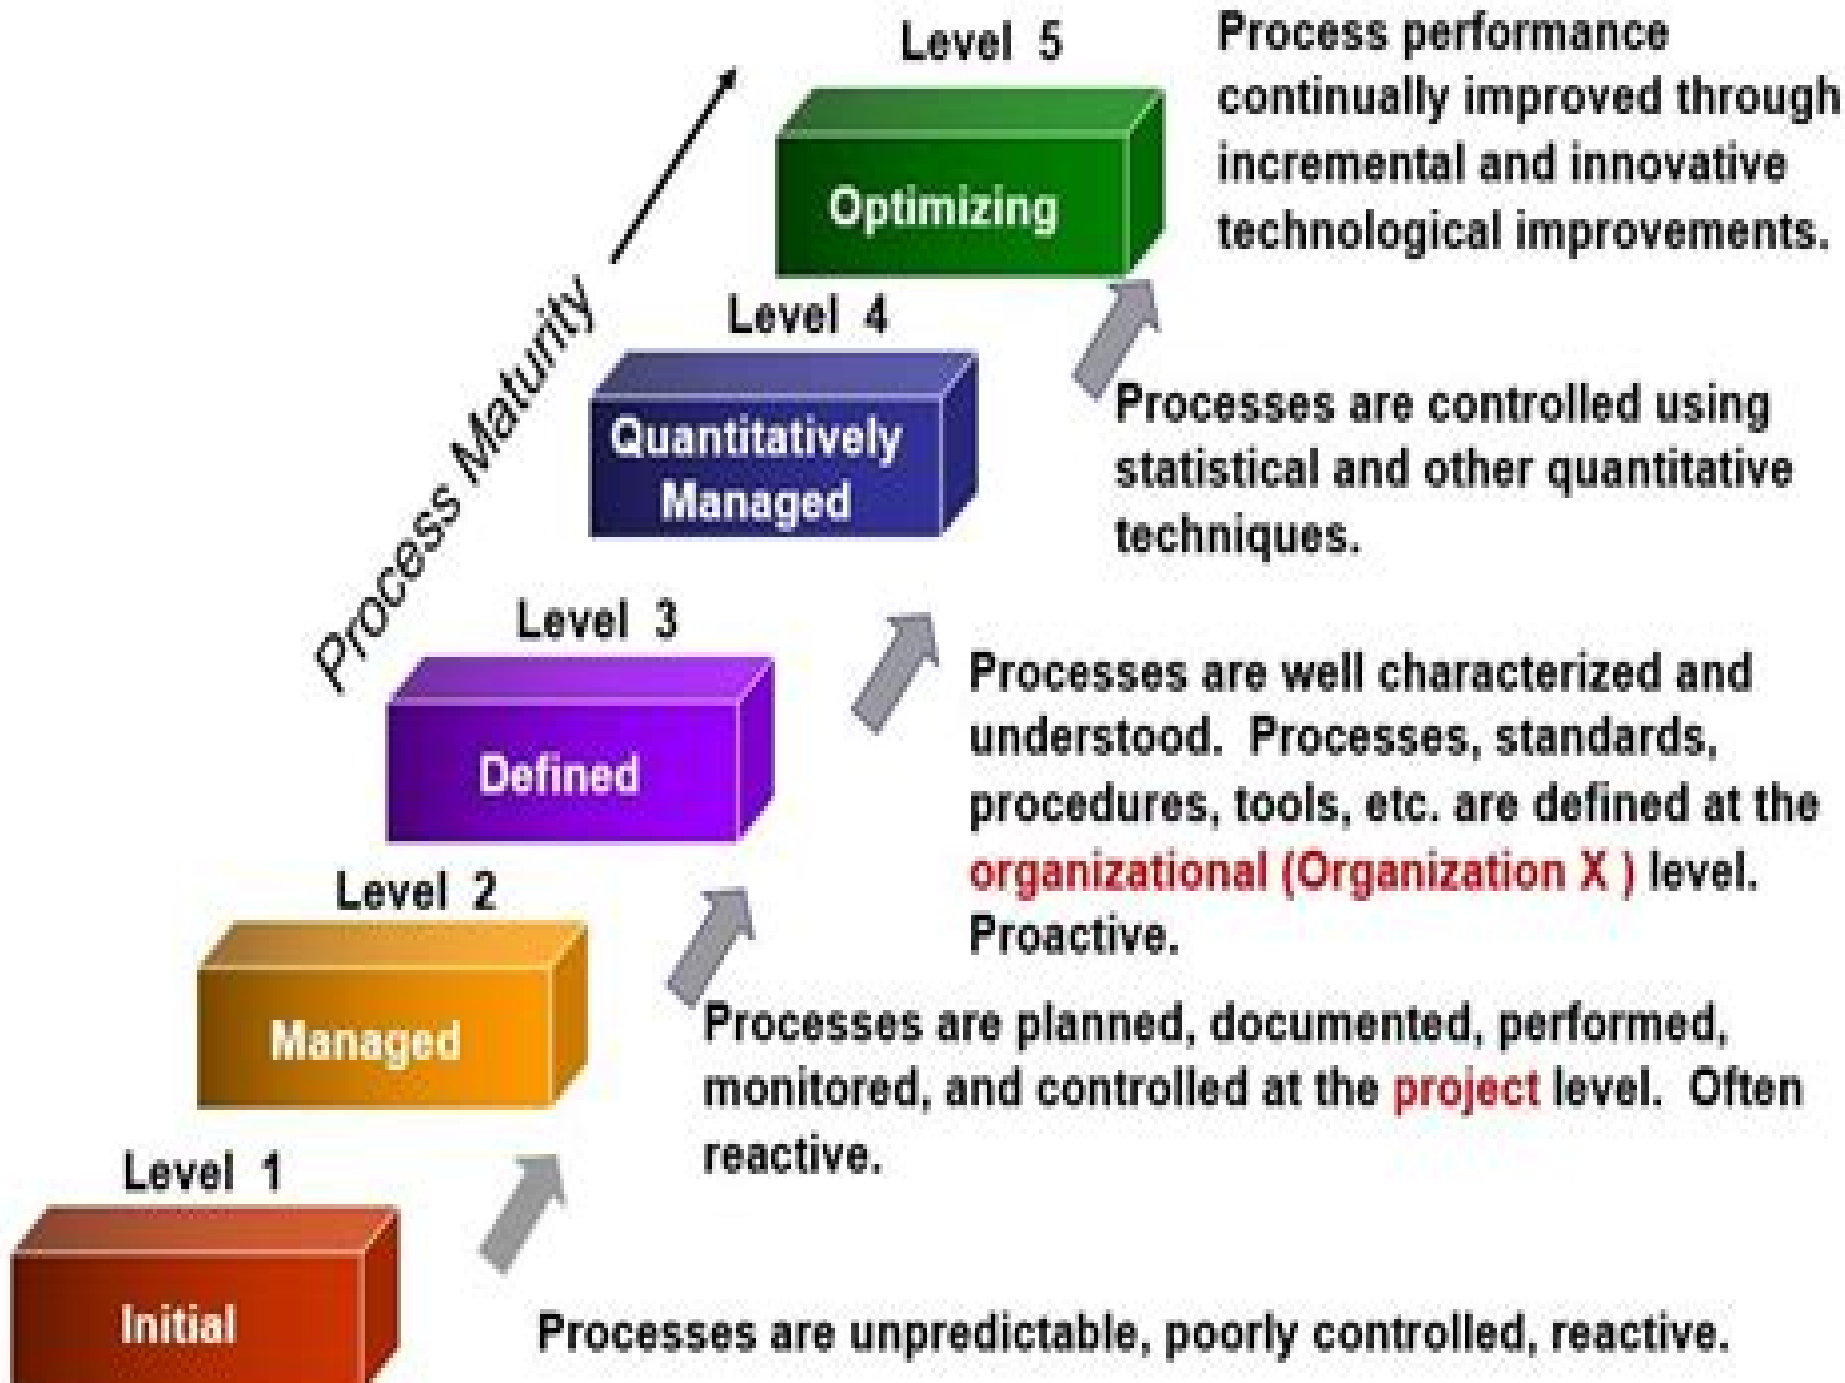 Level 5
Optimizing
Process performance
continually improved through
incremental and innovative
technological improvements.
Process Maturity
Level 4
Quantitatively
Managed
Processes are controlled using
statistical and other quantitative
techniques.
Level 3
Defined
Processes are well characterized and
understood. Processes, standards,
procedures, tools, etc. are defined at the
organizational (Organization X ) level.
Proactive.
Level 2
Managed
Processes are planned, documented, performed,
monitored, and controlled at the project level. Often
reactive.
Level 1
Initial
Processes are unpredictable, poorly controlled, reactive.